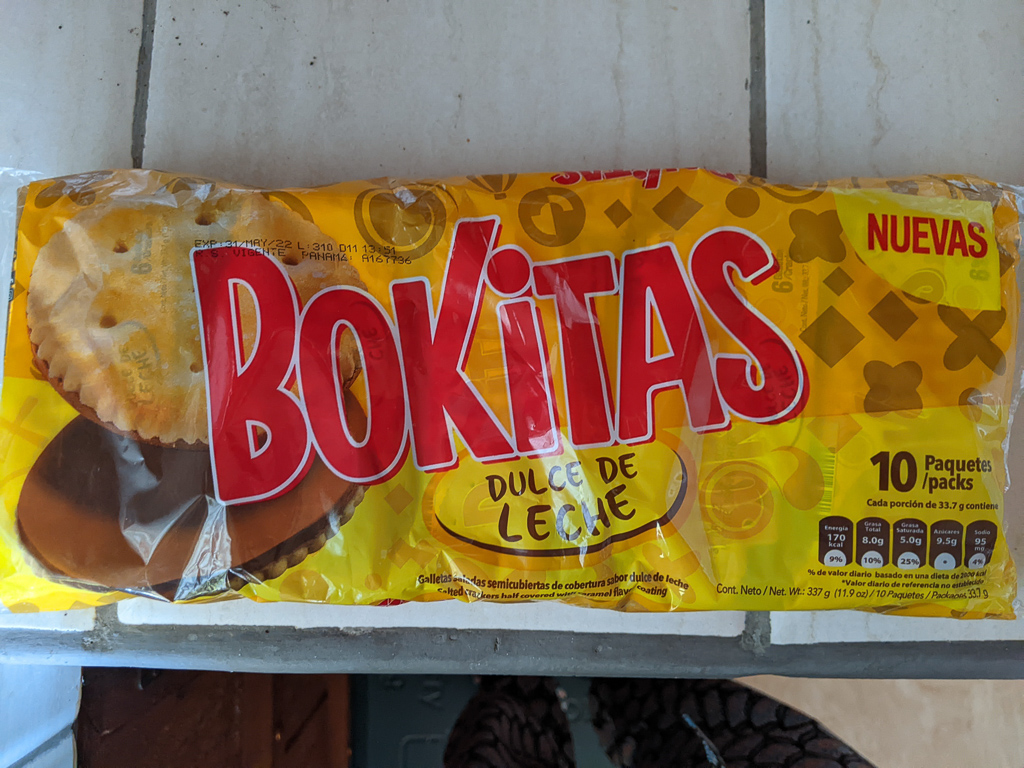 Bokitas
NUEVAS
EXP: 31/MAY/22 L:310 D11 13:51
PANAMA A167736
BOKiTAS
DULCE DE
LECHE
10 Paquetes
/packs
Cada porción de 33.7 g contiene
Energía
170
kcal
9%
Grasa
Total
8.0g
10%
Grasa
Saturada
5.0g
25%
Azúcares
9.5g
*
Sodio
95
mg
4%
% de valor diario basado en una dieta de 2000 kcal
*Valor diario de referencia no establecido
Galletas saladas semicubiertas de cobertura sabor dulce de leche
Salted crackers half covered with caramel flavor coating
Cont. Neto / Net. Wt.: 337 g (11.9 oz) / 10 Paquetes / Packages 33.7 g